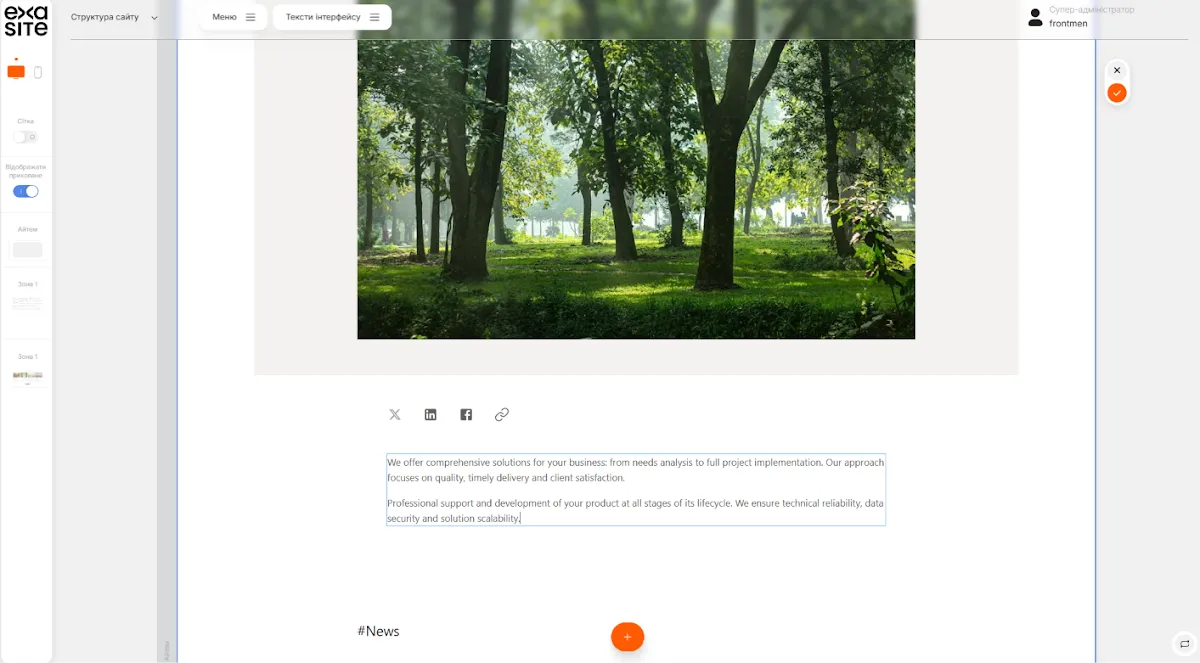 exa
SITE
Структура сайту
Меню
Тексти інтерфейсу
Супер-адміністратор
frontmen
Сітка
Відображати
приховане
Айтем
Зона 1
Зона 1
We offer comprehensive solutions for your business: from needs analysis to full project implementation. Our approach
focuses on quality, timely delivery and client satisfaction.
Professional support and development of your product at all stages of its lifecycle. We ensure technical reliability, data
security and solution scalability.
#News